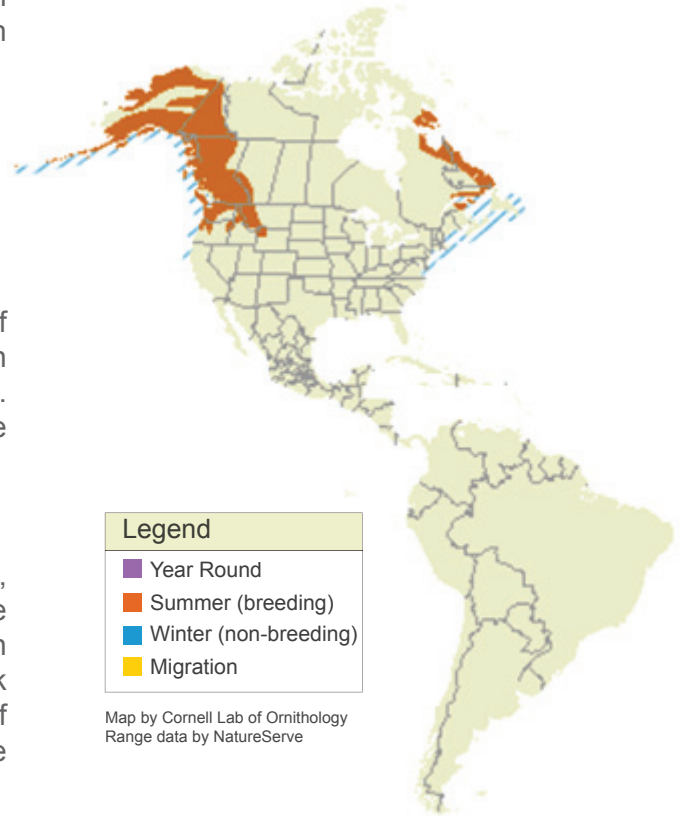 Legend
Year Round
Summer (breeding)
Winter (non-breeding)
Migration
Map by Cornell Lab of Ornithology
Range data by NatureServe